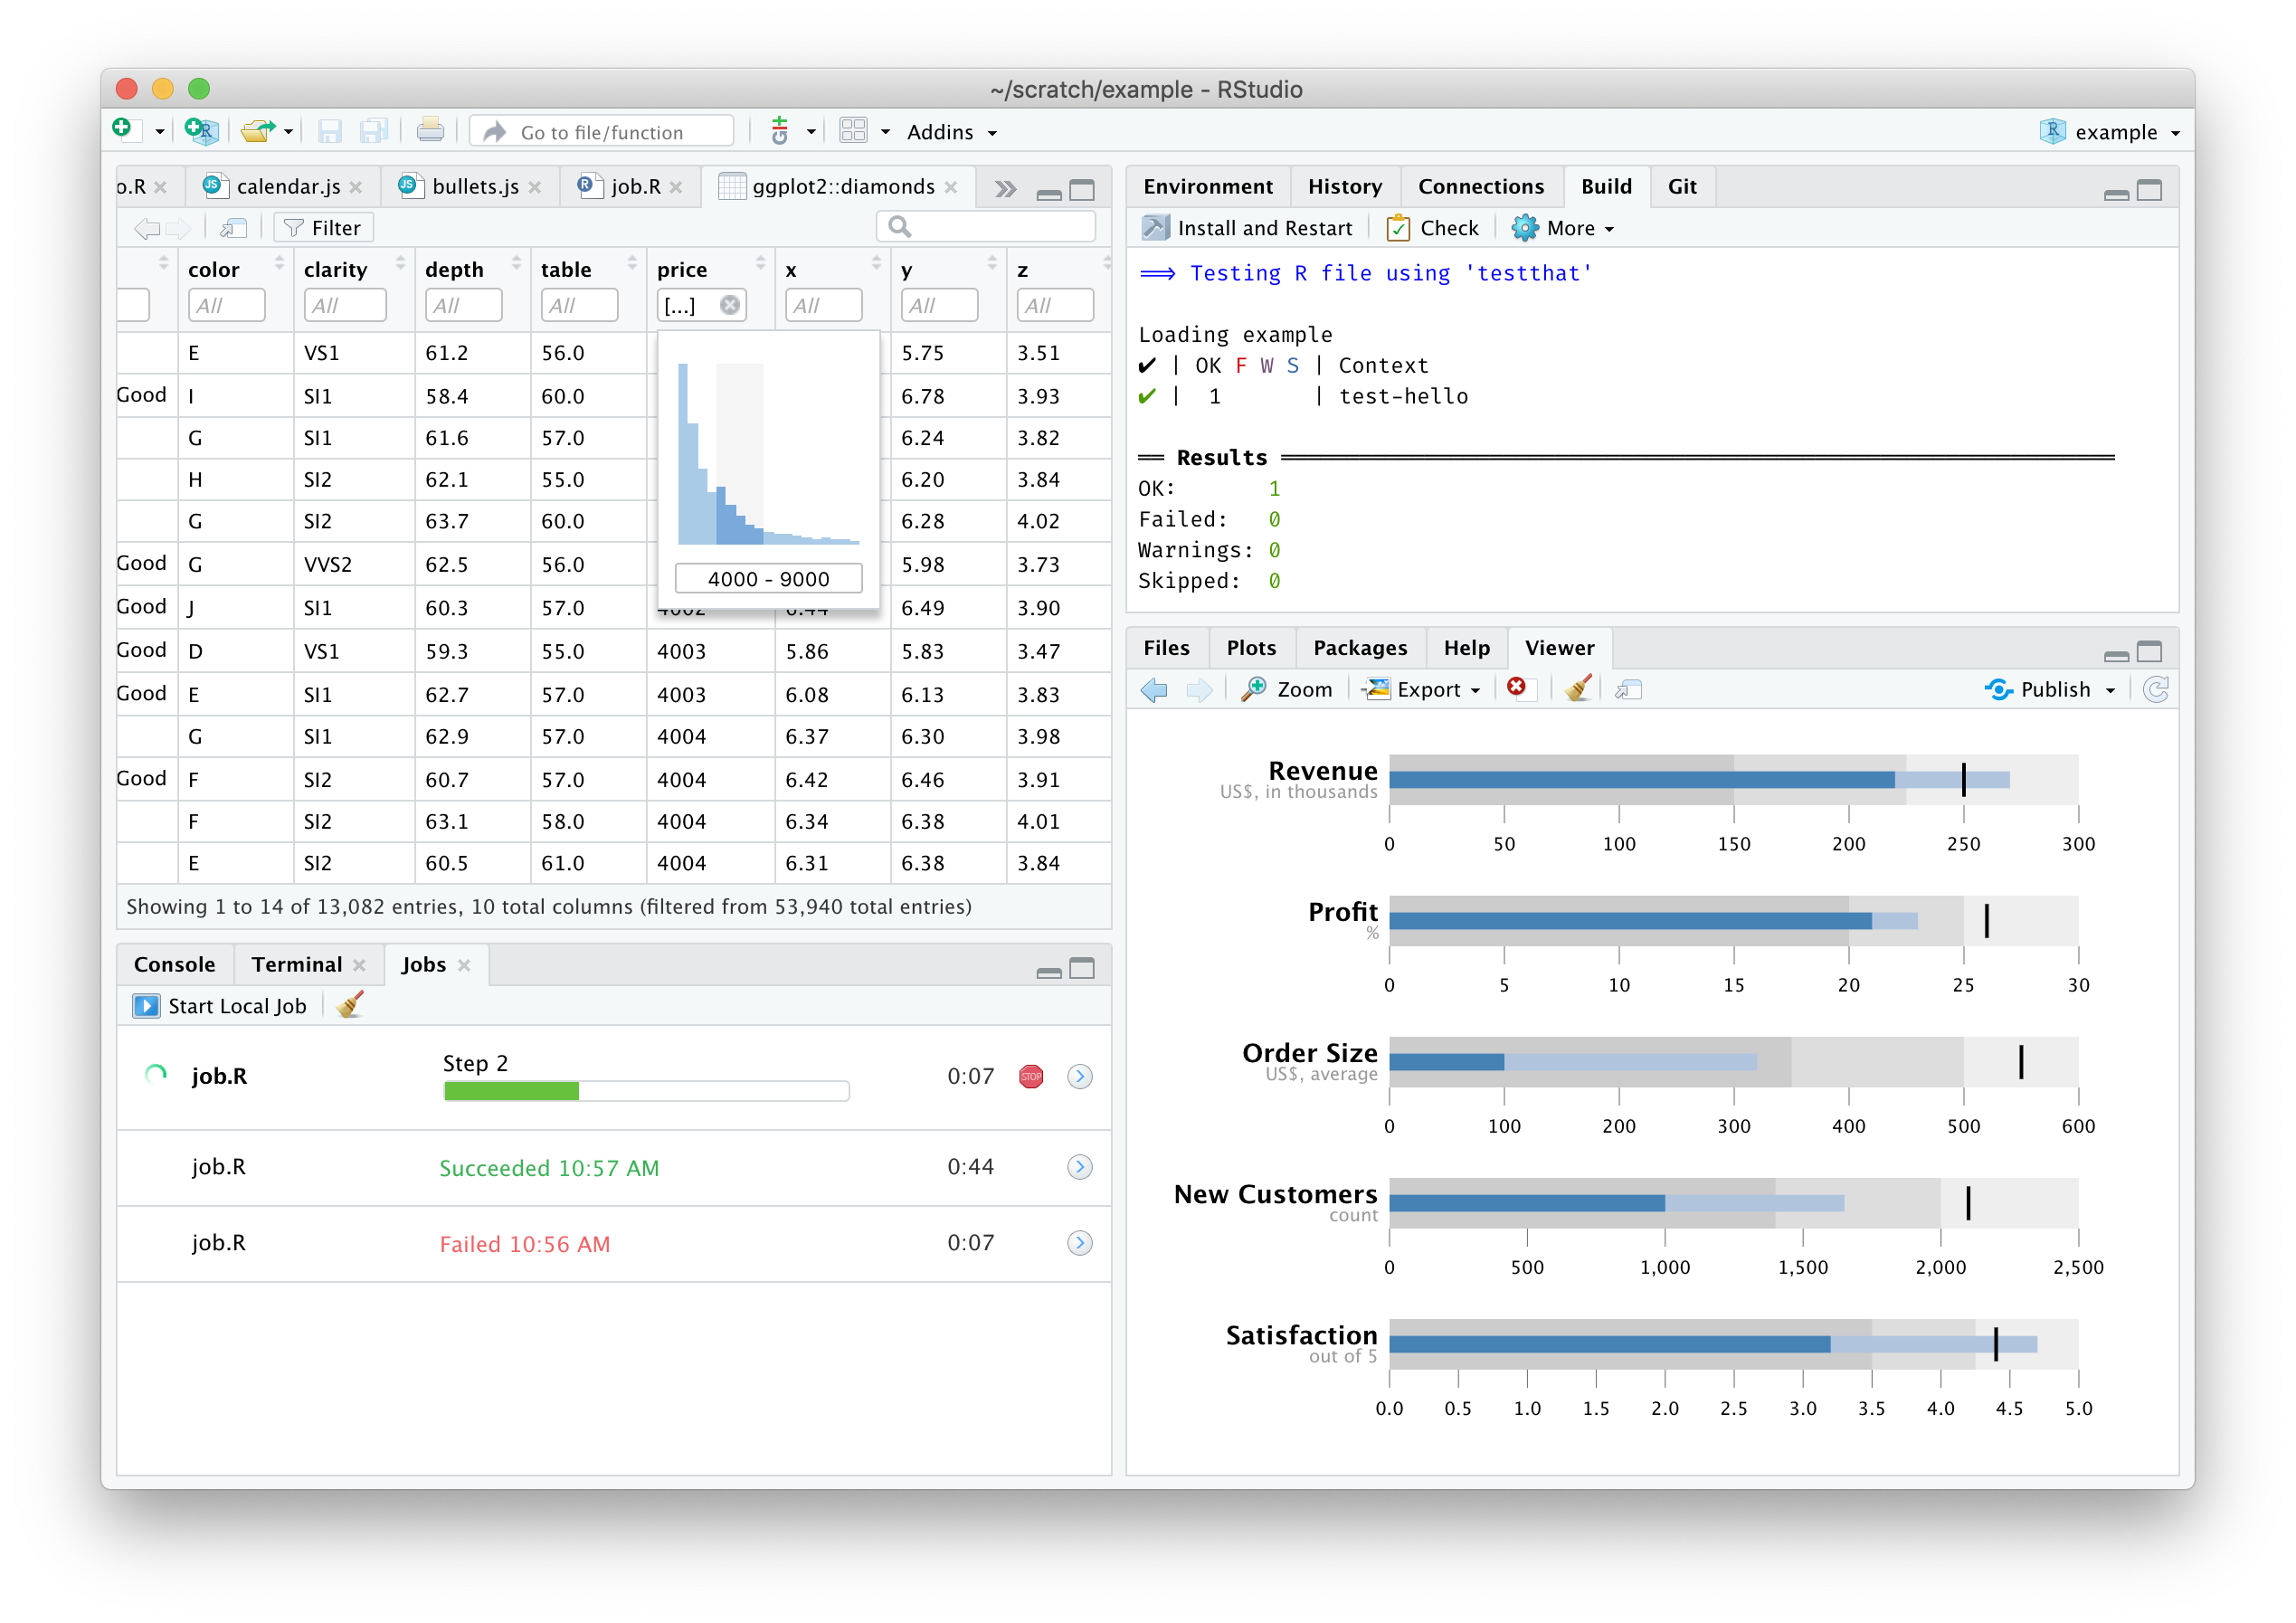 ~/scratch/example - RStudio
Go to file/function
Addins
example
o.R
calendar.js
bullets.js
job.R
ggplot2::diamonds
Filter
color clarity depth table price x y z
All All All All [...] All All All
E VS1 61.2 56.0 5.75 3.51
Good I SI1 58.4 60.0 6.78 3.93
G SI1 61.6 57.0 6.24 3.82
H SI2 62.1 55.0 6.20 3.84
G SI2 63.7 60.0 6.28 4.02
Good G VVS2 62.5 56.0 5.98 3.73
4000 - 9000
Good J SI1 60.3 57.0 4002 6.44 6.49 3.90
Good D VS1 59.3 55.0 4003 5.86 5.83 3.47
Good E SI1 62.7 57.0 4003 6.08 6.13 3.83
G SI1 62.9 57.0 4004 6.37 6.30 3.98
Good F SI2 60.7 57.0 4004 6.42 6.46 3.91
F SI2 63.1 58.0 4004 6.34 6.38 4.01
E SI2 60.5 61.0 4004 6.31 6.38 3.84
Showing 1 to 14 of 13,082 entries, 10 total columns (filtered from 53,940 total entries)
Console Terminal Jobs
Start Local Job
Step 2
job.R 0:07 STOP
job.R Succeeded 10:57 AM 0:44
job.R Failed 10:56 AM 0:07
Environment History Connections Build Git
Install and Restart Check More
==> Testing R file using 'testthat'
Loading example
✔ | OK F W S | Context
✔ | 1 | test-hello
══ Results ══
OK: 1
Failed: 0
Warnings: 0
Skipped: 0
Files Plots Packages Help Viewer
Zoom Export Publish
Revenue
US$, in thousands
0 50 100 150 200 250 300
Profit
%
0 5 10 15 20 25 30
Order Size
US$, average
0 100 200 300 400 500 600
New Customers
count
0 500 1,000 1,500 2,000 2,500
Satisfaction
out of 5
0.0 0.5 1.0 1.5 2.0 2.5 3.0 3.5 4.0 4.5 5.0